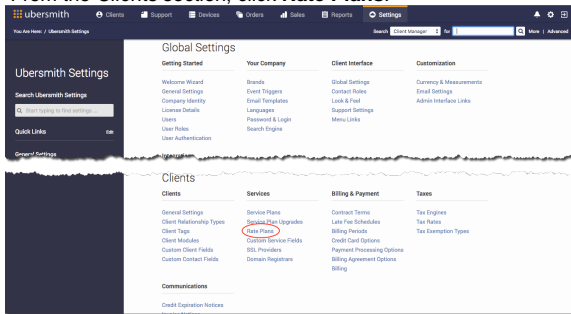 From the Clients section, click Rate Plans.
ubersmith Clients Support Devices Orders Sales Reports Settings
You Are Here: / Ubersmith Settings Search Client Manager for More | Advanced
Ubersmith Settings
Search Ubersmith Settings
Start typing to find settings ...
Quick Links Edit
General Settings
Global Settings
Getting Started
Welcome Wizard
General Settings
Company Identity
License Details
Users
User Roles
User Authentication
Your Company
Brands
Event Triggers
Email Templates
Languages
Password & Login
Search Engine
Client Interface
Global Settings
Contact Roles
Look & Feel
Support Settings
Menu Links
Customization
Currency & Measurements
Email Settings
Admin Interface Links
Integration
Clients
Clients
General Settings
Client Relationship Types
Client Tags
Client Modules
Custom Client Fields
Custom Contact Fields
Services
Service Plans
Service Plan Upgrades
Rate Plans
Custom Service Fields
SSL Providers
Domain Registrars
Billing & Payment
Contract Terms
Late Fee Schedules
Billing Periods
Credit Card Options
Payment Processing Options
Billing Agreement Options
Billing
Taxes
Tax Engines
Tax Rates
Tax Exemption Types
Communications
Credit Expiration Notices